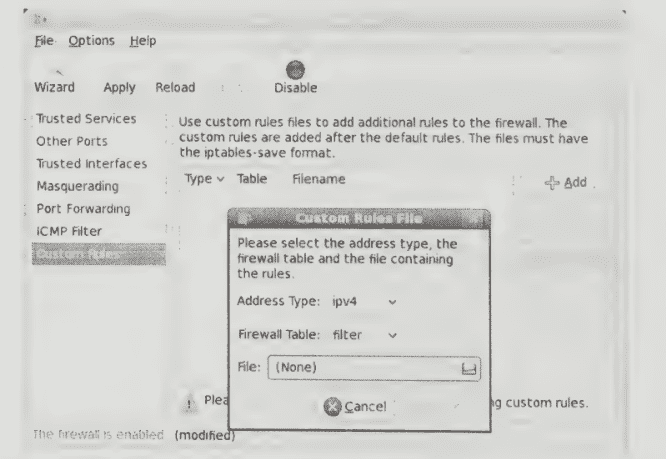 File Options Help
Wizard Apply Reload Disable
Trusted Services
Other Ports
Trusted Interfaces
Masquerading
Port Forwarding
ICMP Filter
Custom Rules
Use custom rules files to add additional rules to the firewall. The
custom rules are added after the default rules. The files must have
the iptables-save format.
Type Table Filename
Add
Custom Rules File
Please select the address type, the
firewall table and the file containing
the rules.
Address Type: ipv4
Firewall Table: filter
File: (None)
Cancel
Plea
g custom rules.
The firewall is enabled (modified)